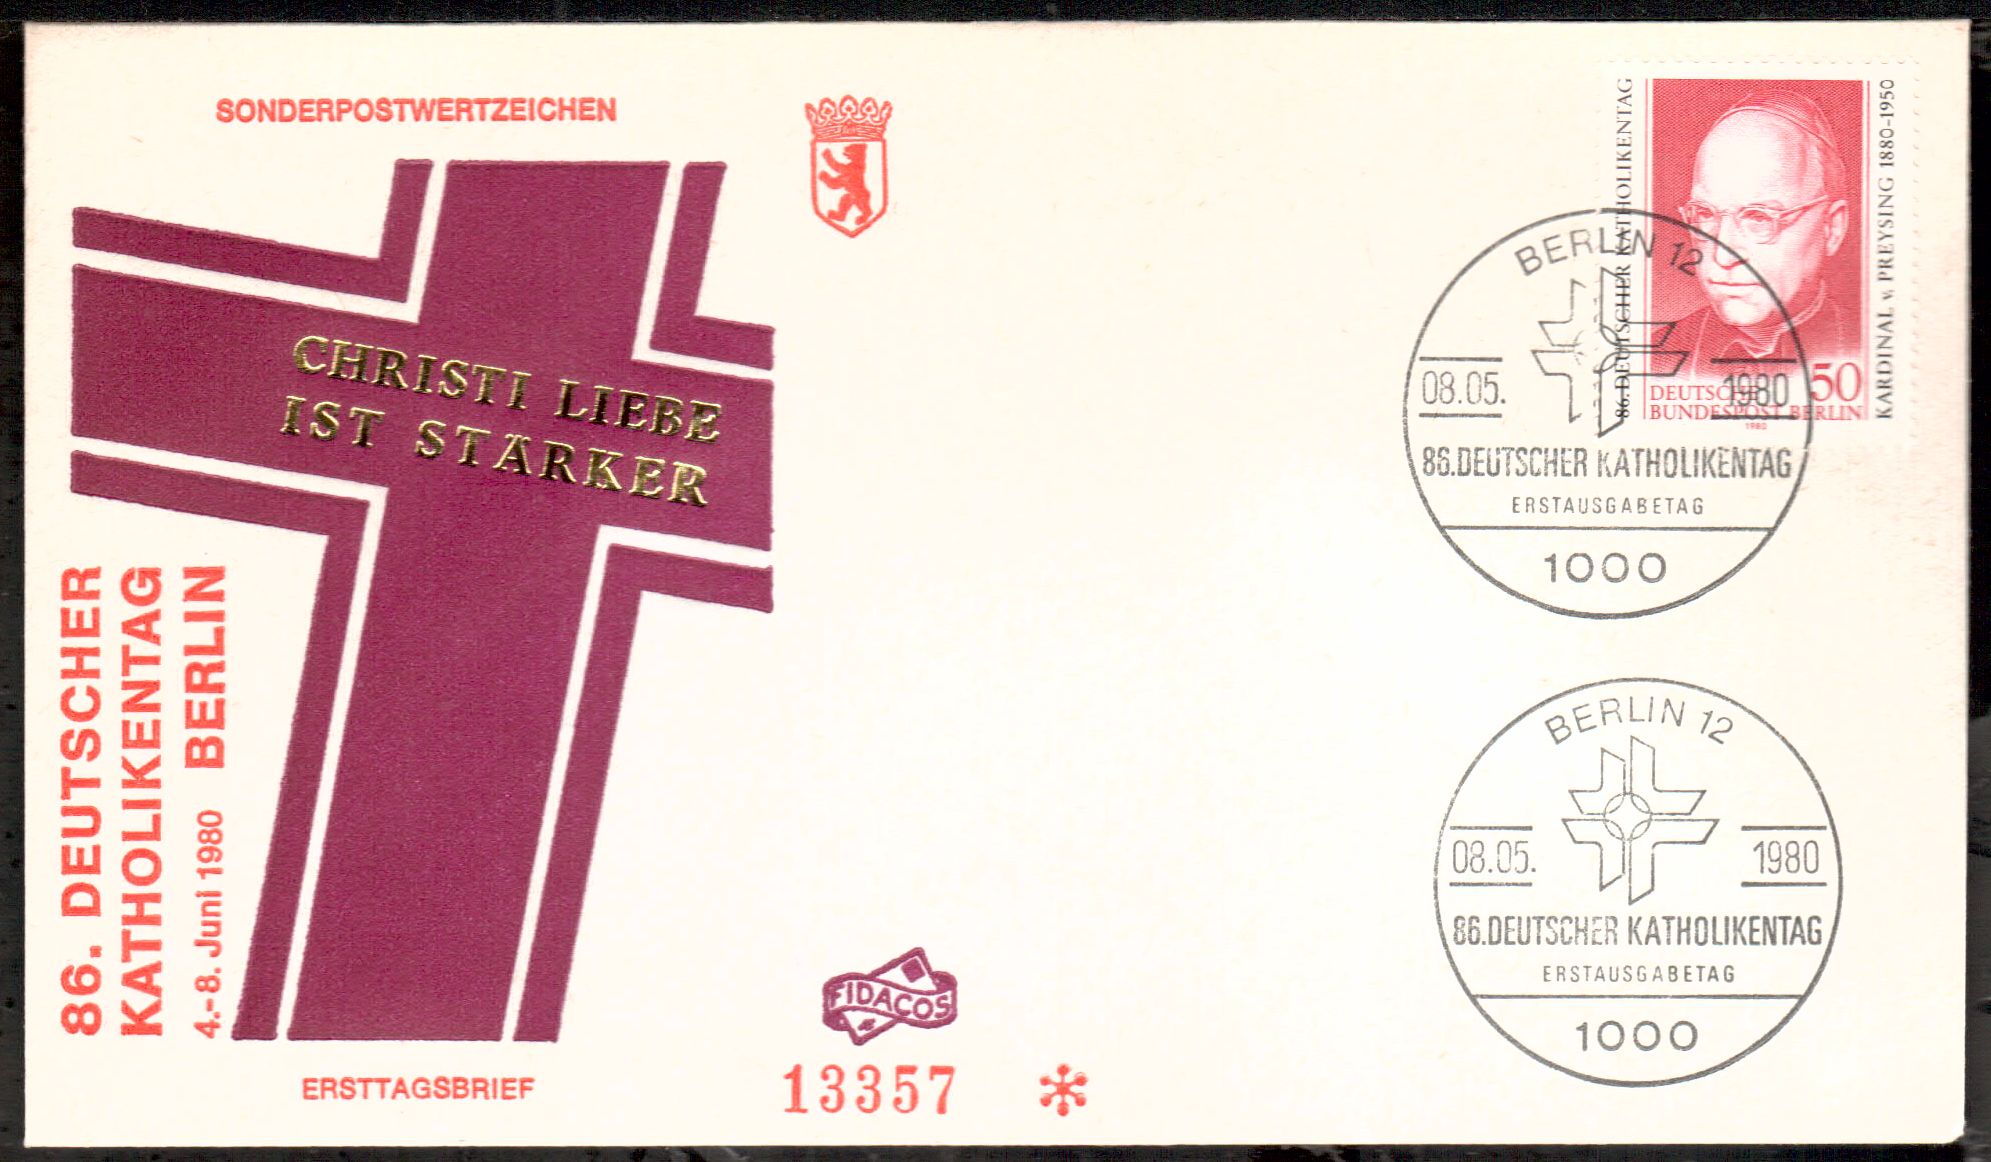 SONDERPOSTWERTZEICHEN
CHRISTI LIEBE
IST STÄRKER
86. DEUTSCHER
KATHOLIKENTAG
4.–8. Juni 1980 BERLIN
ERSTTAGSBRIEF
FIDACOS
13357
86. DEUTSCHER KATHOLIKENTAG
KARDINAL v. PREYSING 1880-1950
50
DEUTSCHE
BUNDESPOST BERLIN
1980
BERLIN 12
08.05. 1980
86.DEUTSCHER KATHOLIKENTAG
ERSTAUSGABETAG
1000
BERLIN 12
08.05. 1980
86.DEUTSCHER KATHOLIKENTAG
ERSTAUSGABETAG
1000